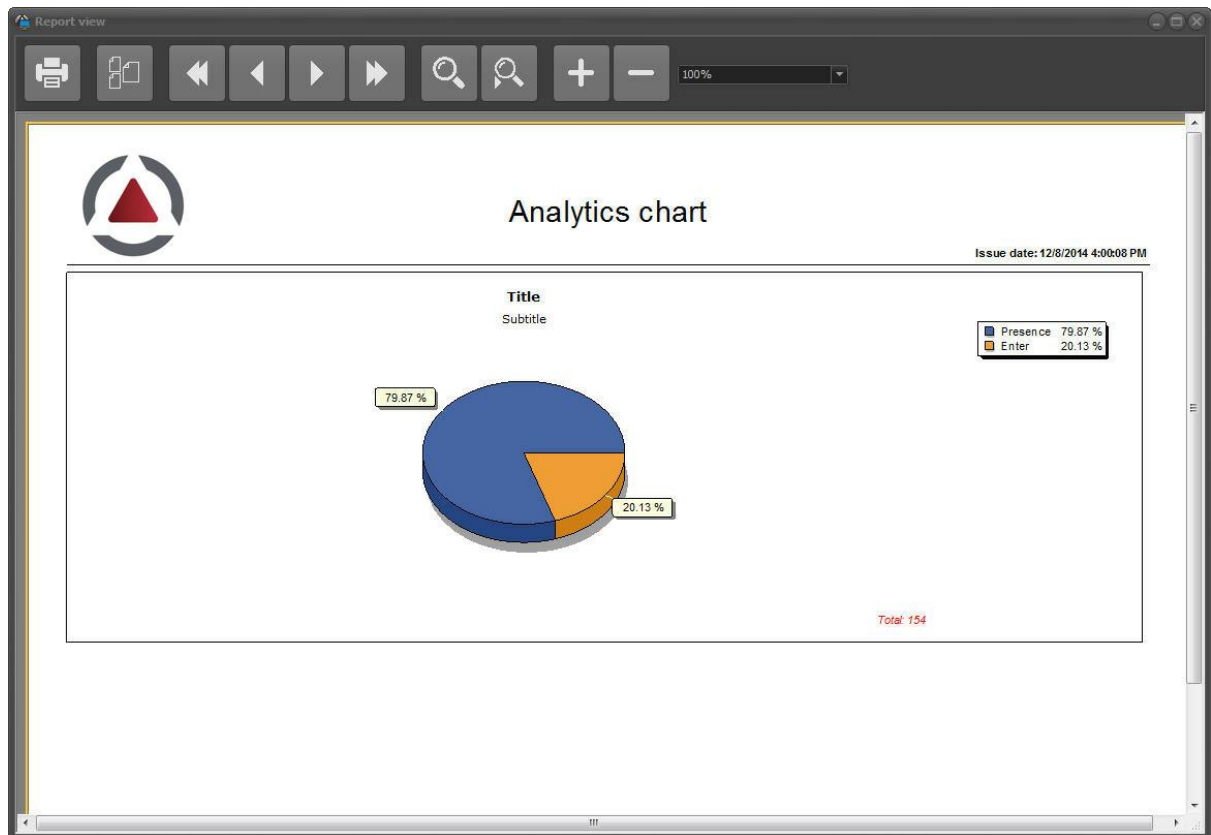 Report view
100%
Analytics chart
Issue date: 12/8/2014 4:00:08 PM
Title
Subtitle
Presence 79.87 %
Enter 20.13 %
79.87 %
20.13 %
Total: 154